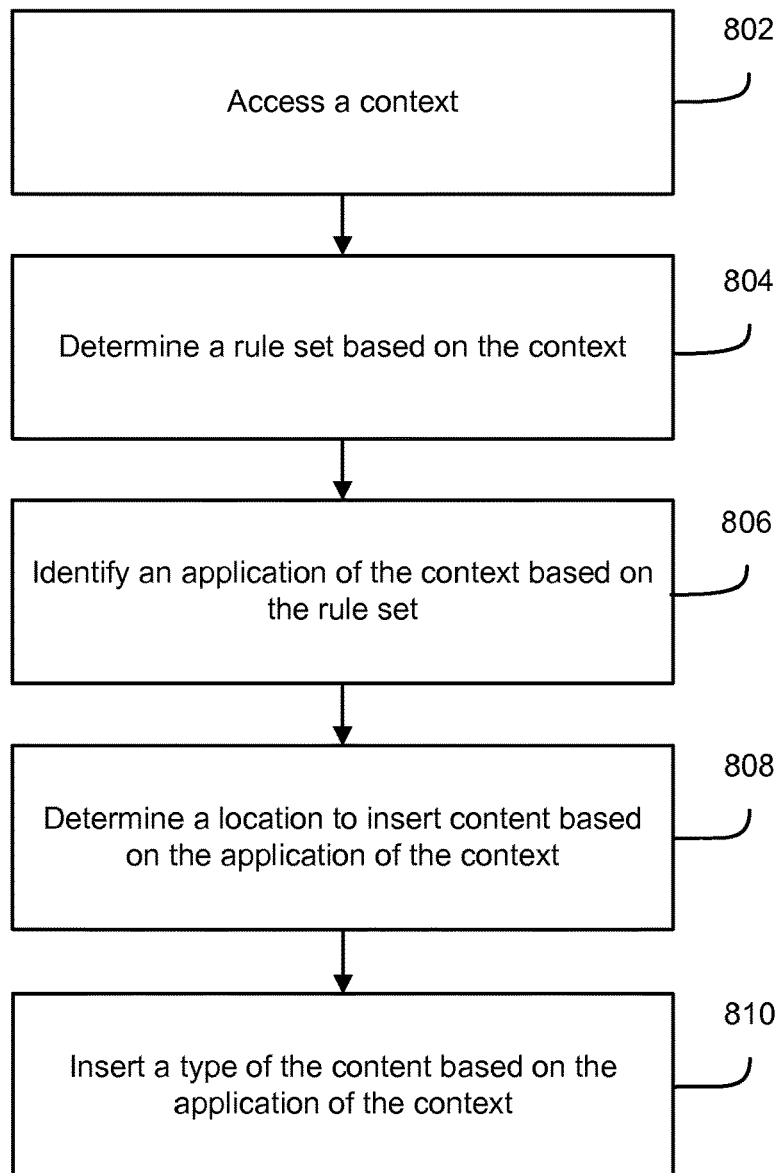 802
Access a context
804
Determine a rule set based on the context
806
Identify an application of the context based on
the rule set
808
Determine a location to insert content based
on the application of the context
810
Insert a type of the content based on the
application of the context